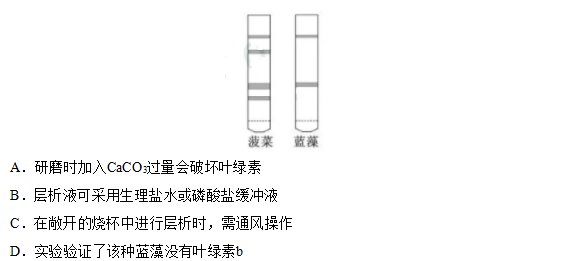 菠菜 蓝藻
A．研磨时加入CaCO₃过量会破坏叶绿素
B．层析液可采用生理盐水或磷酸盐缓冲液
C．在敞开的烧杯中进行层析时，需通风操作
D．实验验证了该种蓝藻没有叶绿素b